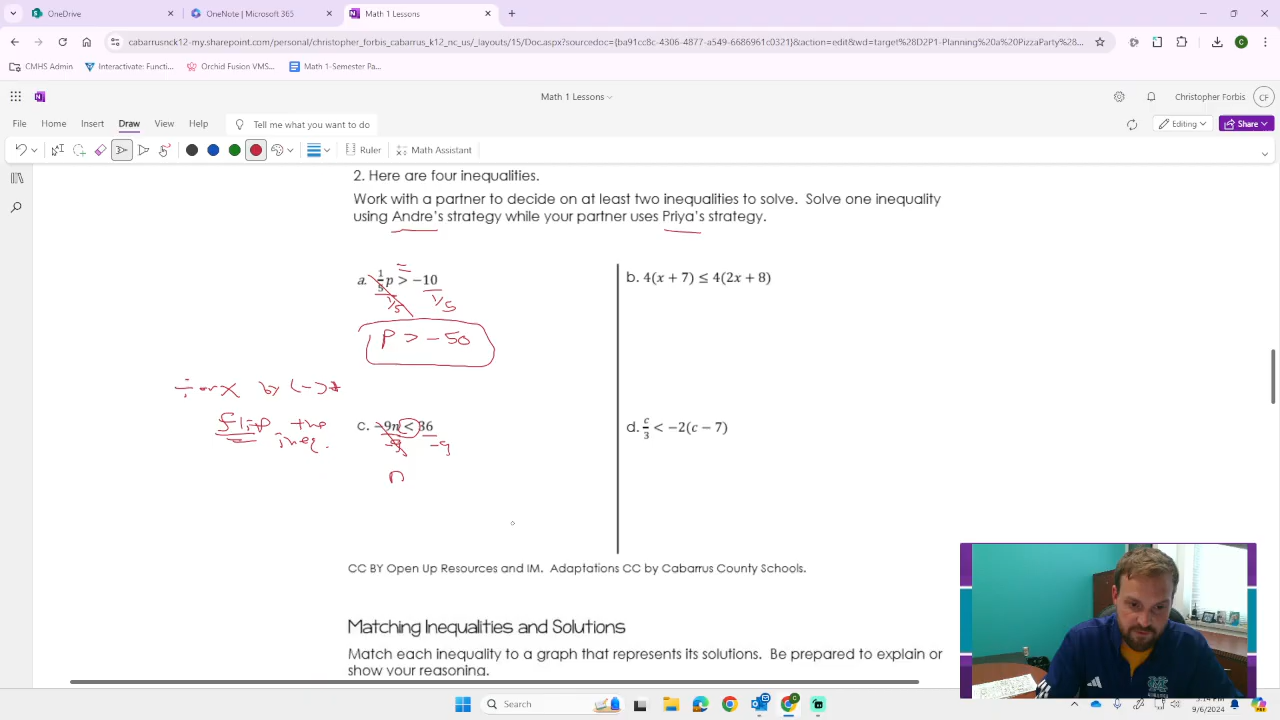 OneDrive
OneNote | Microsoft 365
Math 1 Lessons
cabarrusnck12-my.sharepoint.com/personal/christopher_forbis_cabarrus_k12_nc_us/_layouts/15/Doc.aspx?sourcedoc={ba91cc8c-4306-4877-a549-6686961c0321}&action=edit&wd=target%28D2P1-Planning%20a%20PizzaParty%2...
CMHS Admin
Interactivate: Functi...
Orchid Fusion VMS...
Math 1-Semester Pa...
Math 1 Lessons
Christopher Forbis
CF
File Home Insert Draw View Help
Tell me what you want to do
Editing
Share
Ruler
Math Assistant
2. Here are four inequalities.
Work with a partner to decide on at least two inequalities to solve. Solve one inequality
using Andre's strategy while your partner uses Priya's strategy.
a. 1/5 p > −10
b. 4(x + 7) ≤ 4(2x + 8)
1/5 1/5
P > - 50
÷ or x by (-) #
flip the
ineq.
c. −9n < 36
-9 -9
n
d. c/3 < −2(c − 7)
CC BY Open Up Resources and IM. Adaptations CC by Cabarrus County Schools.
Matching Inequalities and Solutions
Match each inequality to a graph that represents its solutions. Be prepared to explain or
show your reasoning.
Search
9/6/2024